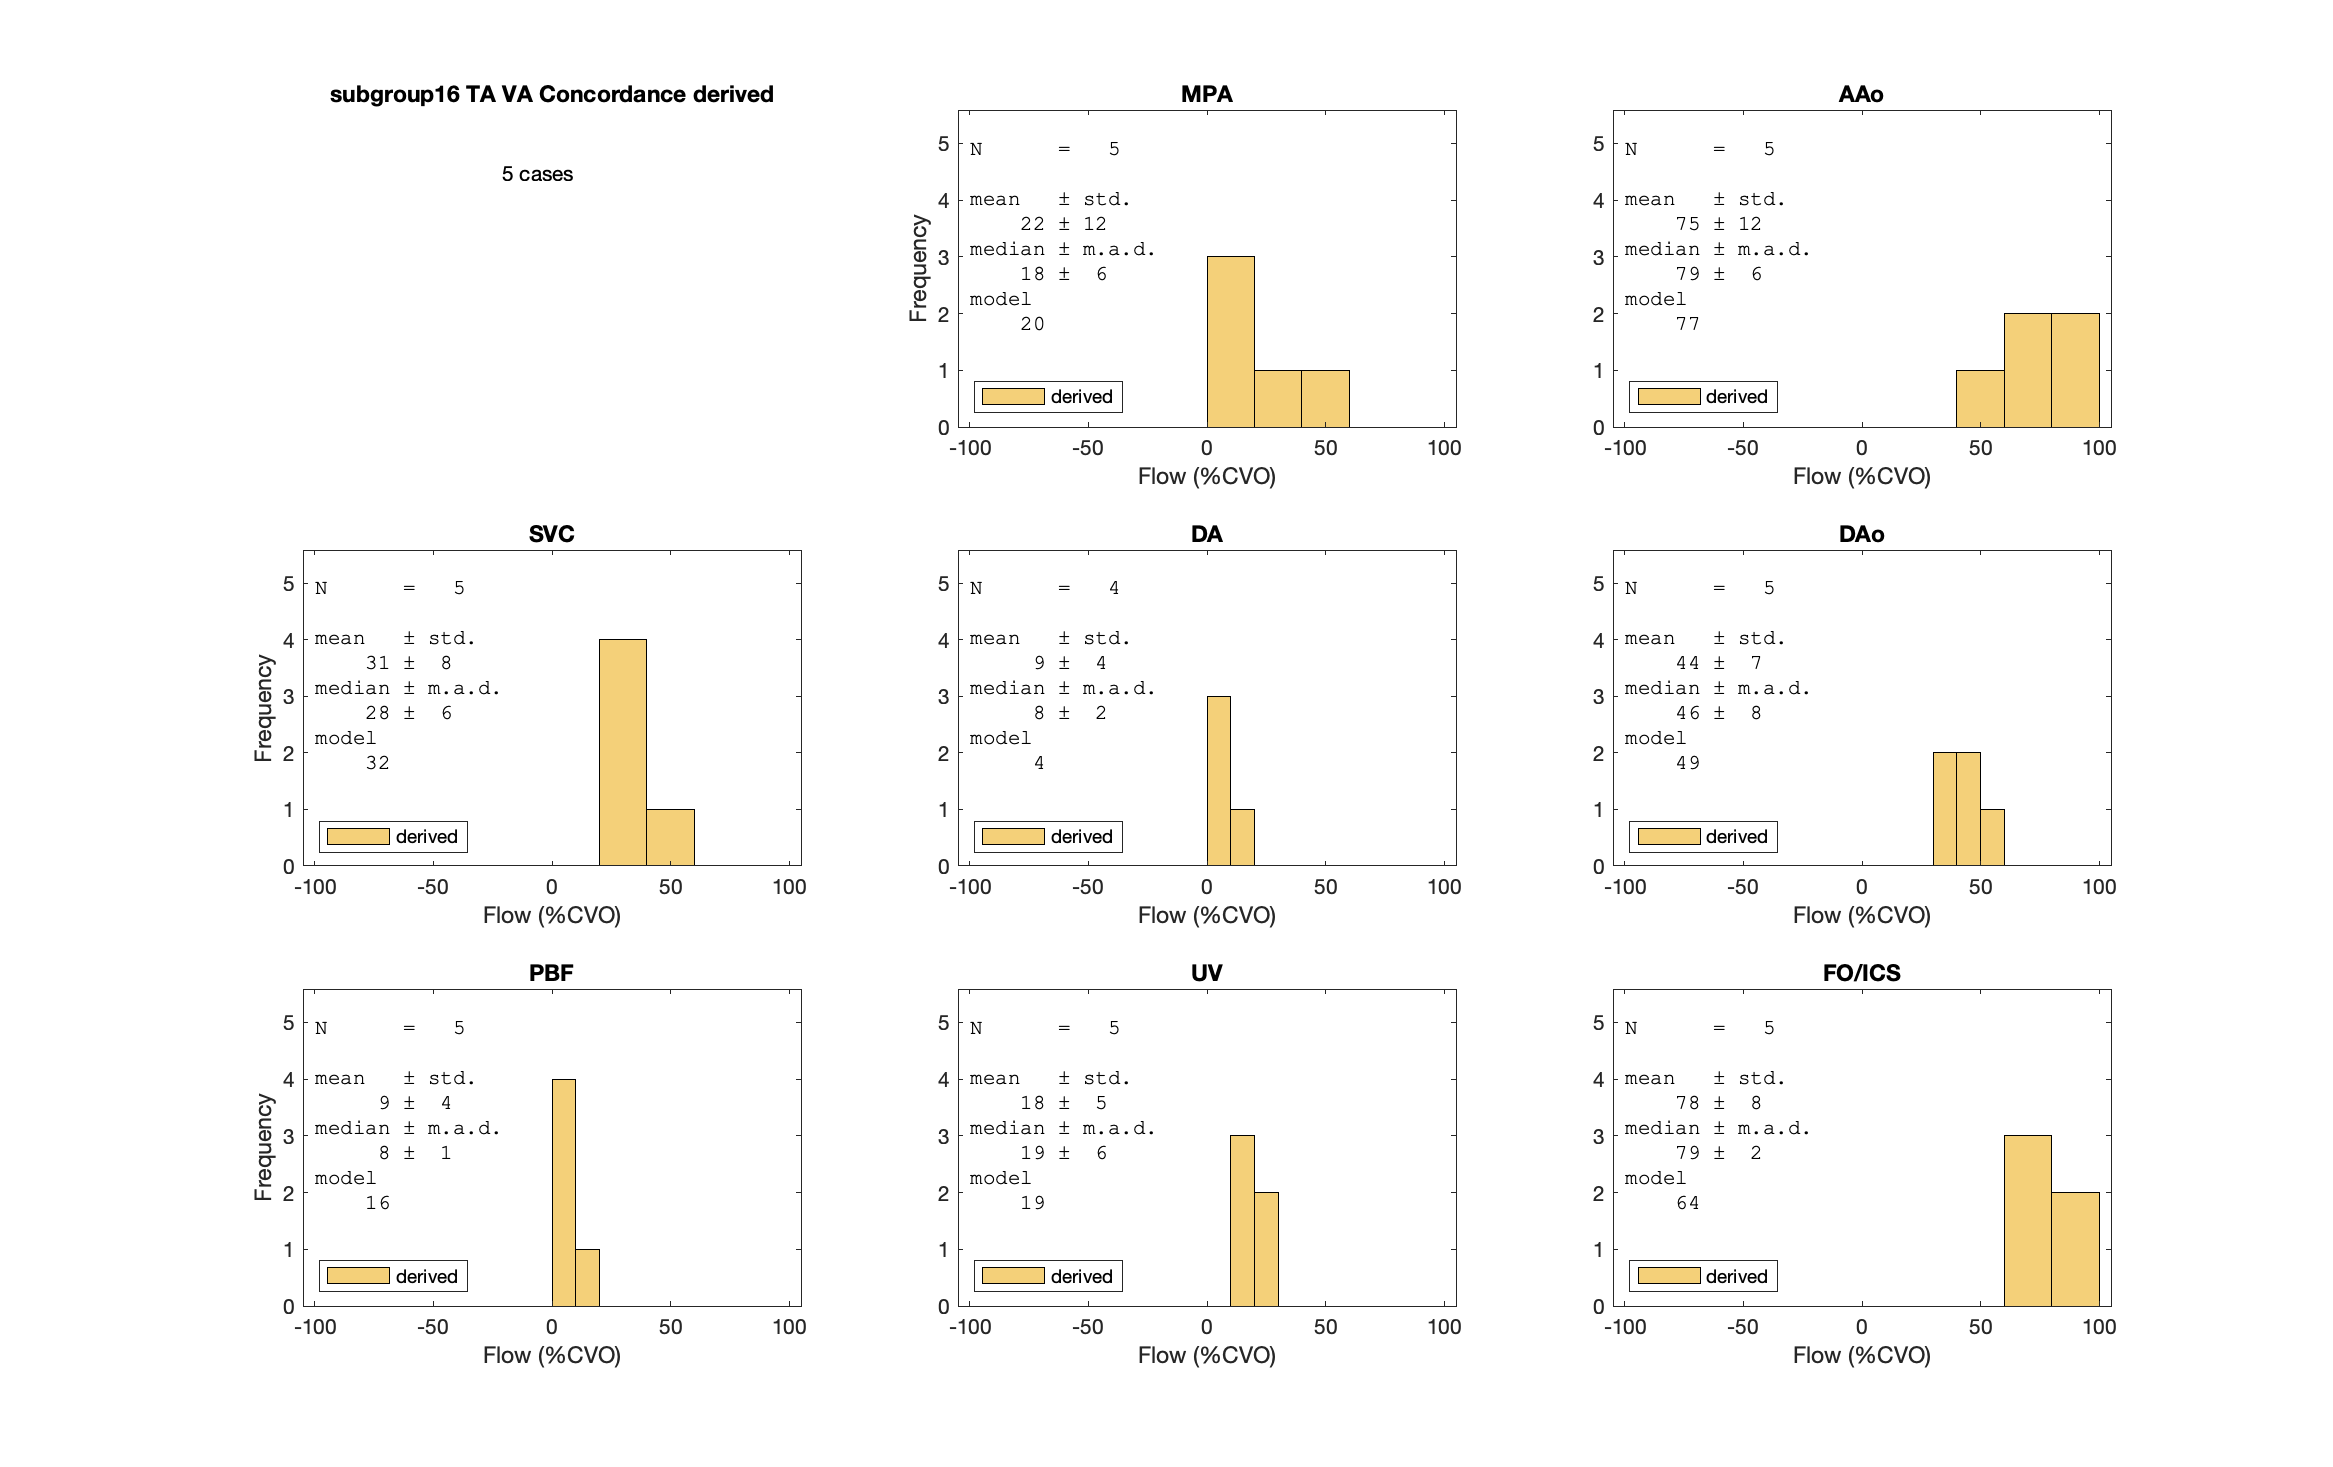 subgroup16 TA VA Concordance derived
5 cases
MPA
N = 5
mean ± std.
22 ± 12
median ± m.a.d.
18 ± 6
model
20
derived
Frequency
0
1
2
3
4
5
-100 -50 0 50 100
Flow (%CVO)
AAo
N = 5
mean ± std.
75 ± 12
median ± m.a.d.
79 ± 6
model
77
derived
0
1
2
3
4
5
-100 -50 0 50 100
Flow (%CVO)
SVC
N = 5
mean ± std.
31 ± 8
median ± m.a.d.
28 ± 6
model
32
derived
Frequency
0
1
2
3
4
5
-100 -50 0 50 100
Flow (%CVO)
DA
N = 4
mean ± std.
9 ± 4
median ± m.a.d.
8 ± 2
model
4
derived
0
1
2
3
4
5
-100 -50 0 50 100
Flow (%CVO)
DAo
N = 5
mean ± std.
44 ± 7
median ± m.a.d.
46 ± 8
model
49
derived
0
1
2
3
4
5
-100 -50 0 50 100
Flow (%CVO)
PBF
N = 5
mean ± std.
9 ± 4
median ± m.a.d.
8 ± 1
model
16
derived
Frequency
0
1
2
3
4
5
-100 -50 0 50 100
Flow (%CVO)
UV
N = 5
mean ± std.
18 ± 5
median ± m.a.d.
19 ± 6
model
19
derived
0
1
2
3
4
5
-100 -50 0 50 100
Flow (%CVO)
FO/ICS
N = 5
mean ± std.
78 ± 8
median ± m.a.d.
79 ± 2
model
64
derived
0
1
2
3
4
5
-100 -50 0 50 100
Flow (%CVO)